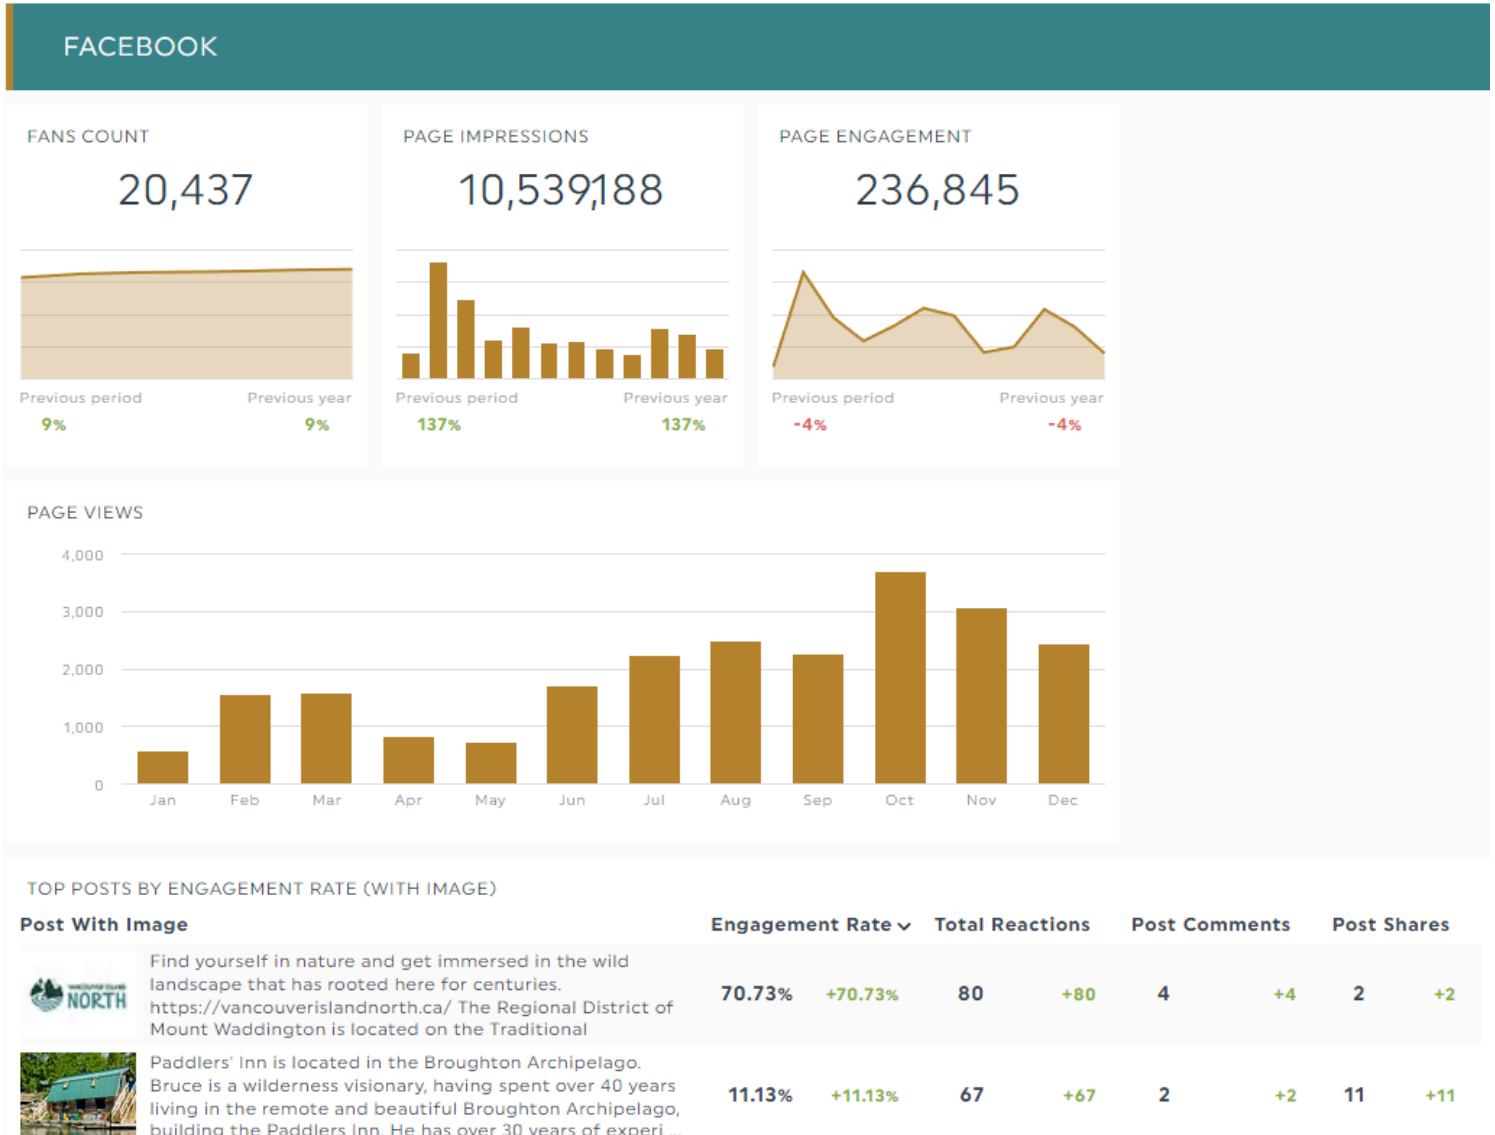 FACEBOOK
FANS COUNT
20,437
Previous period
Previous year
9%
9%
PAGE IMPRESSIONS
10,539,188
Previous period
Previous year
137%
137%
PAGE ENGAGEMENT
236,845
Previous period
Previous year
-4%
-4%
PAGE VIEWS
4,000
3,000
2,000
1,000
0
Jan Feb Mar Apr May Jun Jul Aug Sep Oct Nov Dec
TOP POSTS BY ENGAGEMENT RATE (WITH IMAGE)
Post With Image Engagement Rate Total Reactions Post Comments Post Shares
VANCOUVER ISLAND
NORTH
Find yourself in nature and get immersed in the wild
landscape that has rooted here for centuries.
https://vancouverislandnorth.ca/ The Regional District of
Mount Waddington is located on the Traditional
70.73% +70.73% 80 +80 4 +4 2 +2
Paddlers' Inn is located in the Broughton Archipelago.
Bruce is a wilderness visionary, having spent over 40 years
living in the remote and beautiful Broughton Archipelago,
building the Paddlers Inn. He has over 30 years of experi ...
11.13% +11.13% 67 +67 2 +2 11 +11